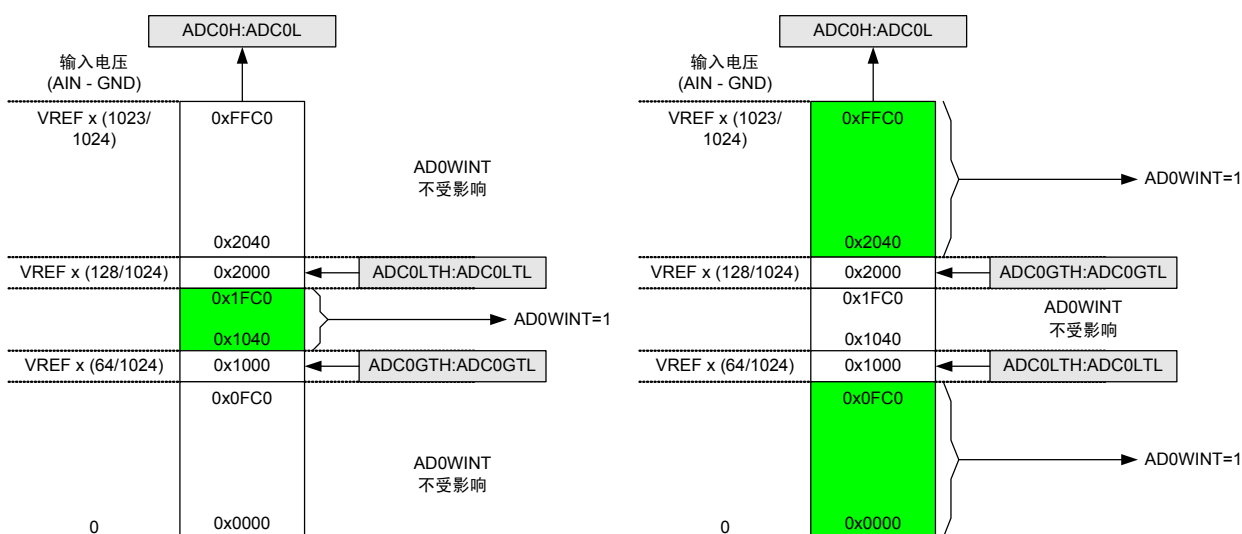 ADC0H:ADC0L
输入电压
(AIN - GND)
VREF x (1023/
1024)
0xFFC0
AD0WINT
不受影响
0x2040
VREF x (128/1024)
0x2000
ADC0LTH:ADC0LTL
0x1FC0
AD0WINT=1
0x1040
VREF x (64/1024)
0x1000
ADC0GTH:ADC0GTL
0x0FC0
AD0WINT
不受影响
0
0x0000
ADC0H:ADC0L
输入电压
(AIN - GND)
VREF x (1023/
1024)
0xFFC0
AD0WINT=1
0x2040
VREF x (128/1024)
0x2000
ADC0GTH:ADC0GTL
0x1FC0
AD0WINT
不受影响
0x1040
VREF x (64/1024)
0x1000
ADC0LTH:ADC0LTL
0x0FC0
AD0WINT=1
0
0x0000